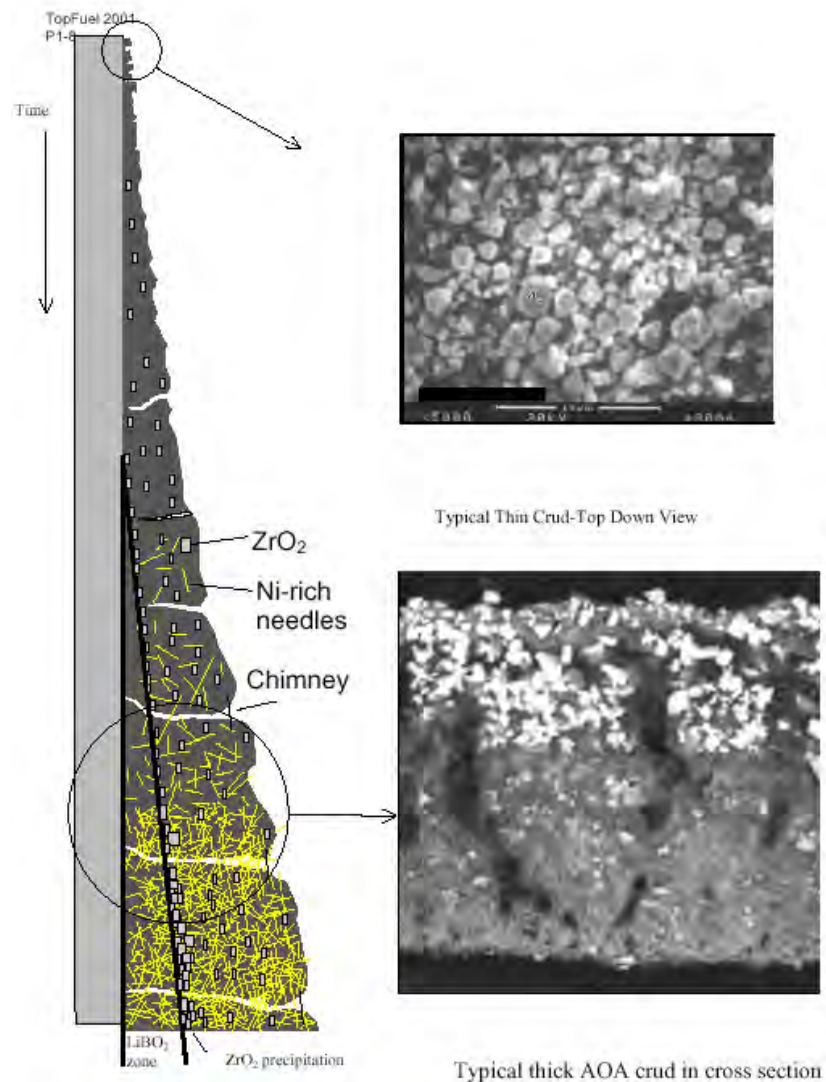 TopFuel 2001
P1-8
Time
Typical Thin Crud-Top Down View
ZrO₂
Ni-rich
needles
Chimney
LiBO₂
zone
ZrO₂ precipitation
Typical thick AOA crud in cross section